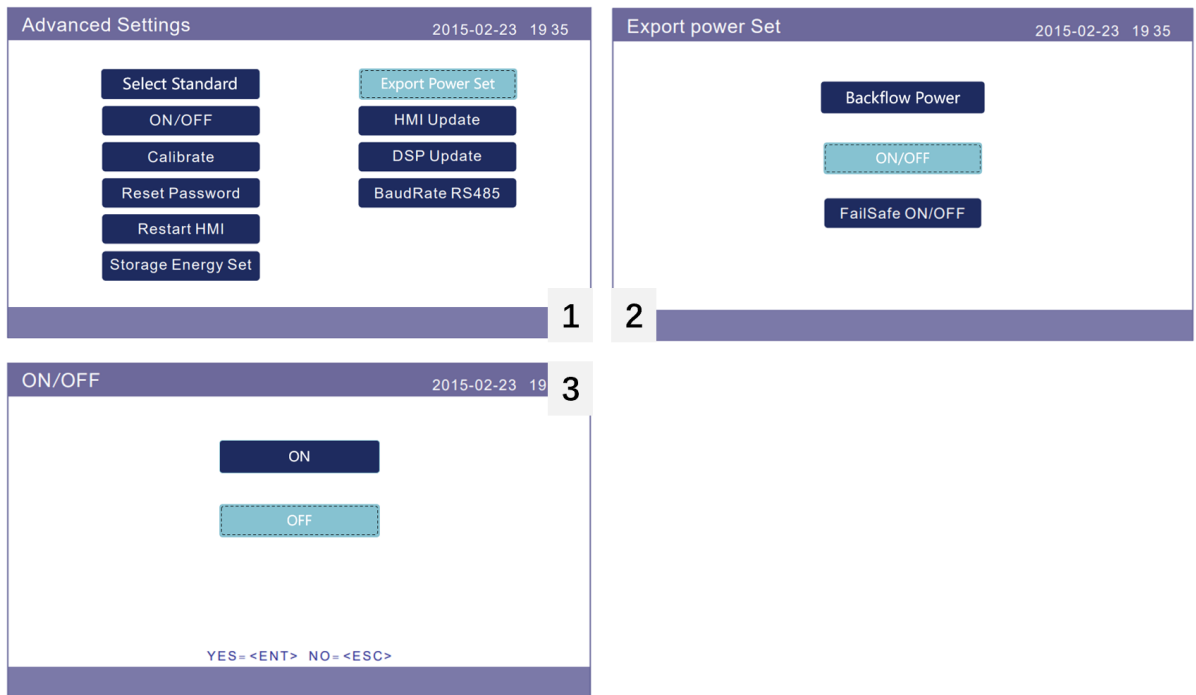 Advanced Settings
2015-02-23 19 35
Select Standard
ON/OFF
Calibrate
Reset Password
Restart HMI
Storage Energy Set
Export Power Set
HMI Update
DSP Update
BaudRate RS485
1
Export power Set
2015-02-23 19 35
Backflow Power
ON/OFF
FailSafe ON/OFF
2
ON/OFF
2015-02-23 19
3
ON
OFF
YES=<ENT> NO=<ESC>